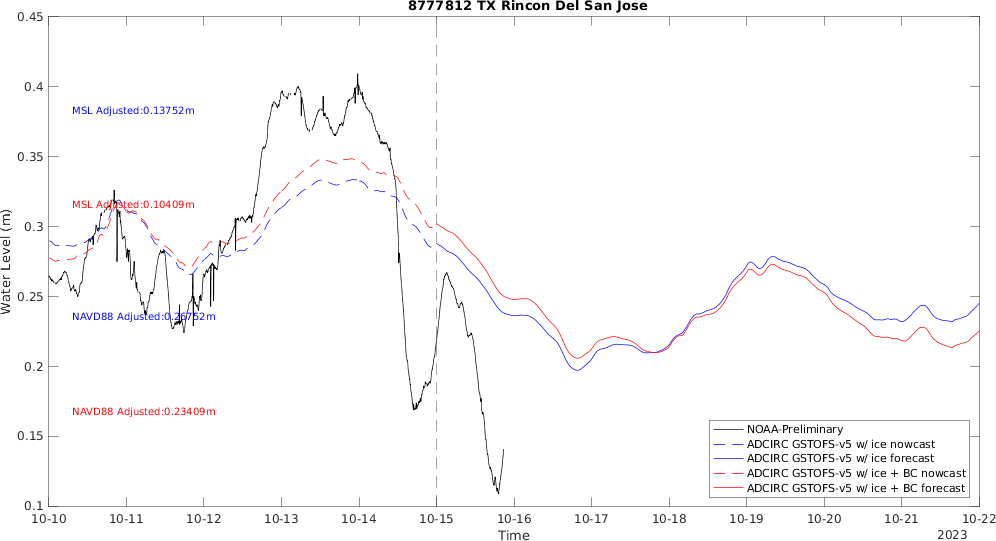 8777812 TX Rincon Del San Jose
0.45
0.4
0.35
0.3
0.25
0.2
0.15
0.1
Water Level (m)
MSL Adjusted:0.13752m
MSL Adjusted:0.10409m
NAVD88 Adjusted:0.26752m
NAVD88 Adjusted:0.23409m
NOAA-Preliminary
ADCIRC GSTOFS-v5 w/ ice nowcast
ADCIRC GSTOFS-v5 w/ ice forecast
ADCIRC GSTOFS-v5 w/ ice + BC nowcast
ADCIRC GSTOFS-v5 w/ ice + BC forecast
10-10 10-11 10-12 10-13 10-14 10-15 10-16 10-17 10-18 10-19 10-20 10-21 10-22
Time
2023